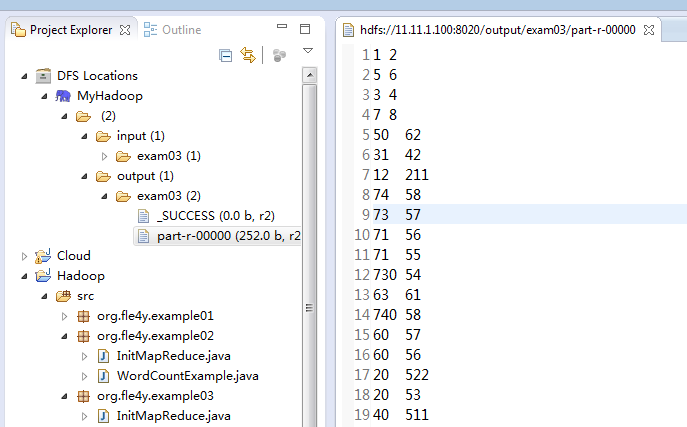 Project Explorer
Outline
DFS Locations
MyHadoop
(2)
input (1)
exam03 (1)
output (1)
exam03 (2)
_SUCCESS (0.0 b, r2)
part-r-00000 (252.0 b, r2
Cloud
Hadoop
src
org.fle4y.example01
org.fle4y.example02
InitMapReduce.java
WordCountExample.java
org.fle4y.example03
InitMapReduce.java
hdfs://11.11.1.100:8020/output/exam03/part-r-00000
1 1 2
2 5 6
3 3 4
4 7 8
5 50 62
6 31 42
7 12 211
8 74 58
9 73 57
10 71 56
11 71 55
12 730 54
13 63 61
14 740 58
15 60 57
16 60 56
17 20 522
18 20 53
19 40 511